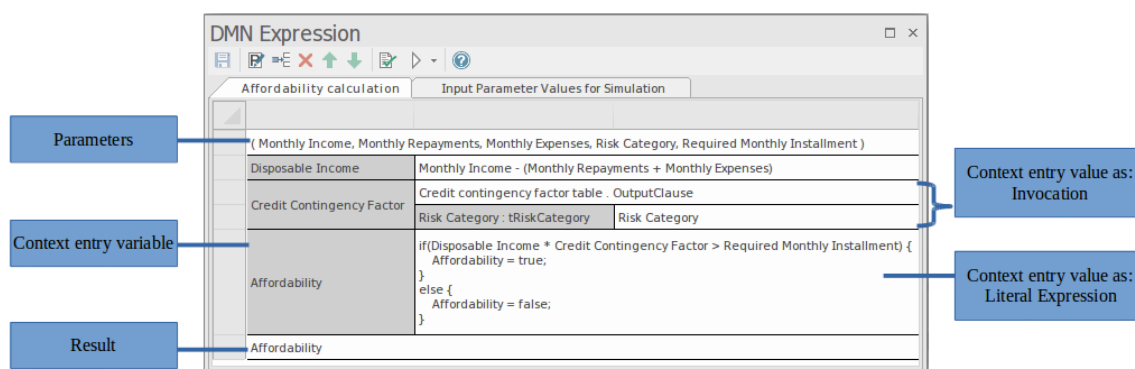 DMN Expression
Affordability calculation
Input Parameter Values for Simulation
Parameters
( Monthly Income, Monthly Repayments, Monthly Expenses, Risk Category, Required Monthly Installment )
Disposable Income
Monthly Income - (Monthly Repayments + Monthly Expenses)
Credit Contingency Factor
Credit contingency factor table . OutputClause
Risk Category : tRiskCategory
Risk Category
Context entry value as:
Invocation
Context entry variable
Affordability
if(Disposable Income * Credit Contingency Factor > Required Monthly Installment) {
Affordability = true;
}
else {
Affordability = false;
}
Context entry value as:
Literal Expression
Result
Affordability